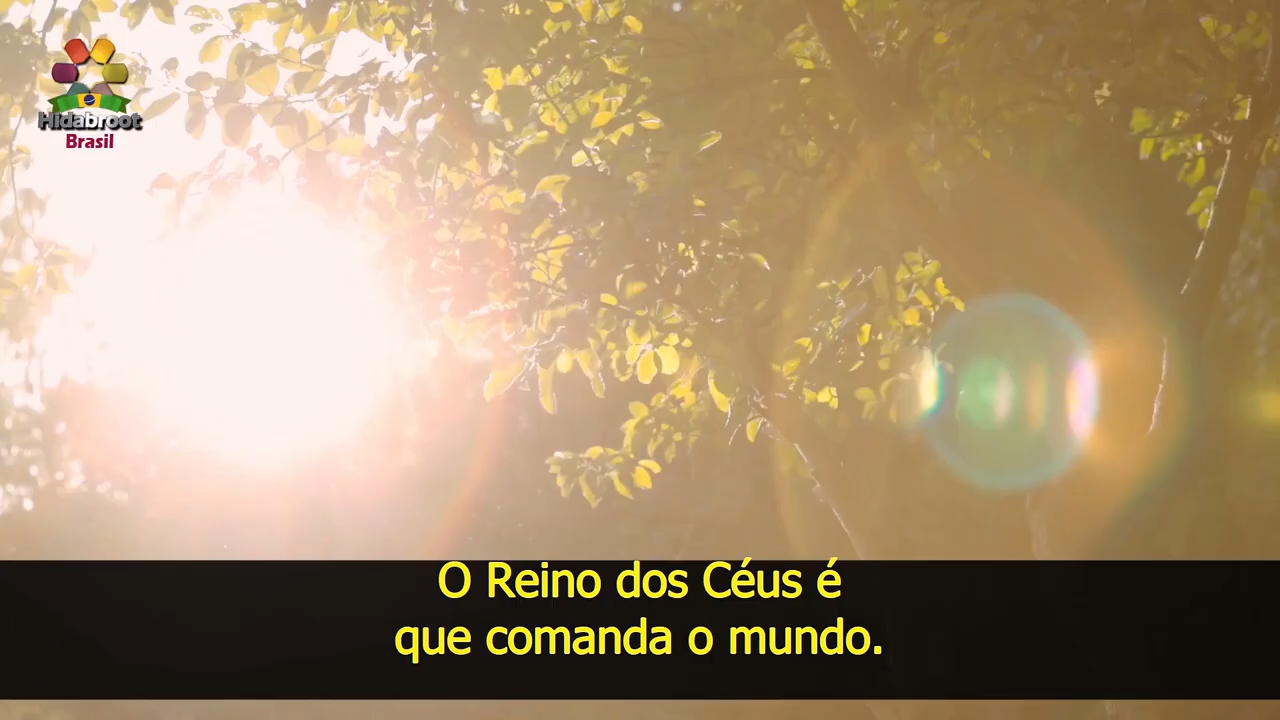 Hidabroot
Brasil
O Reino dos Céus é
que comanda o mundo.